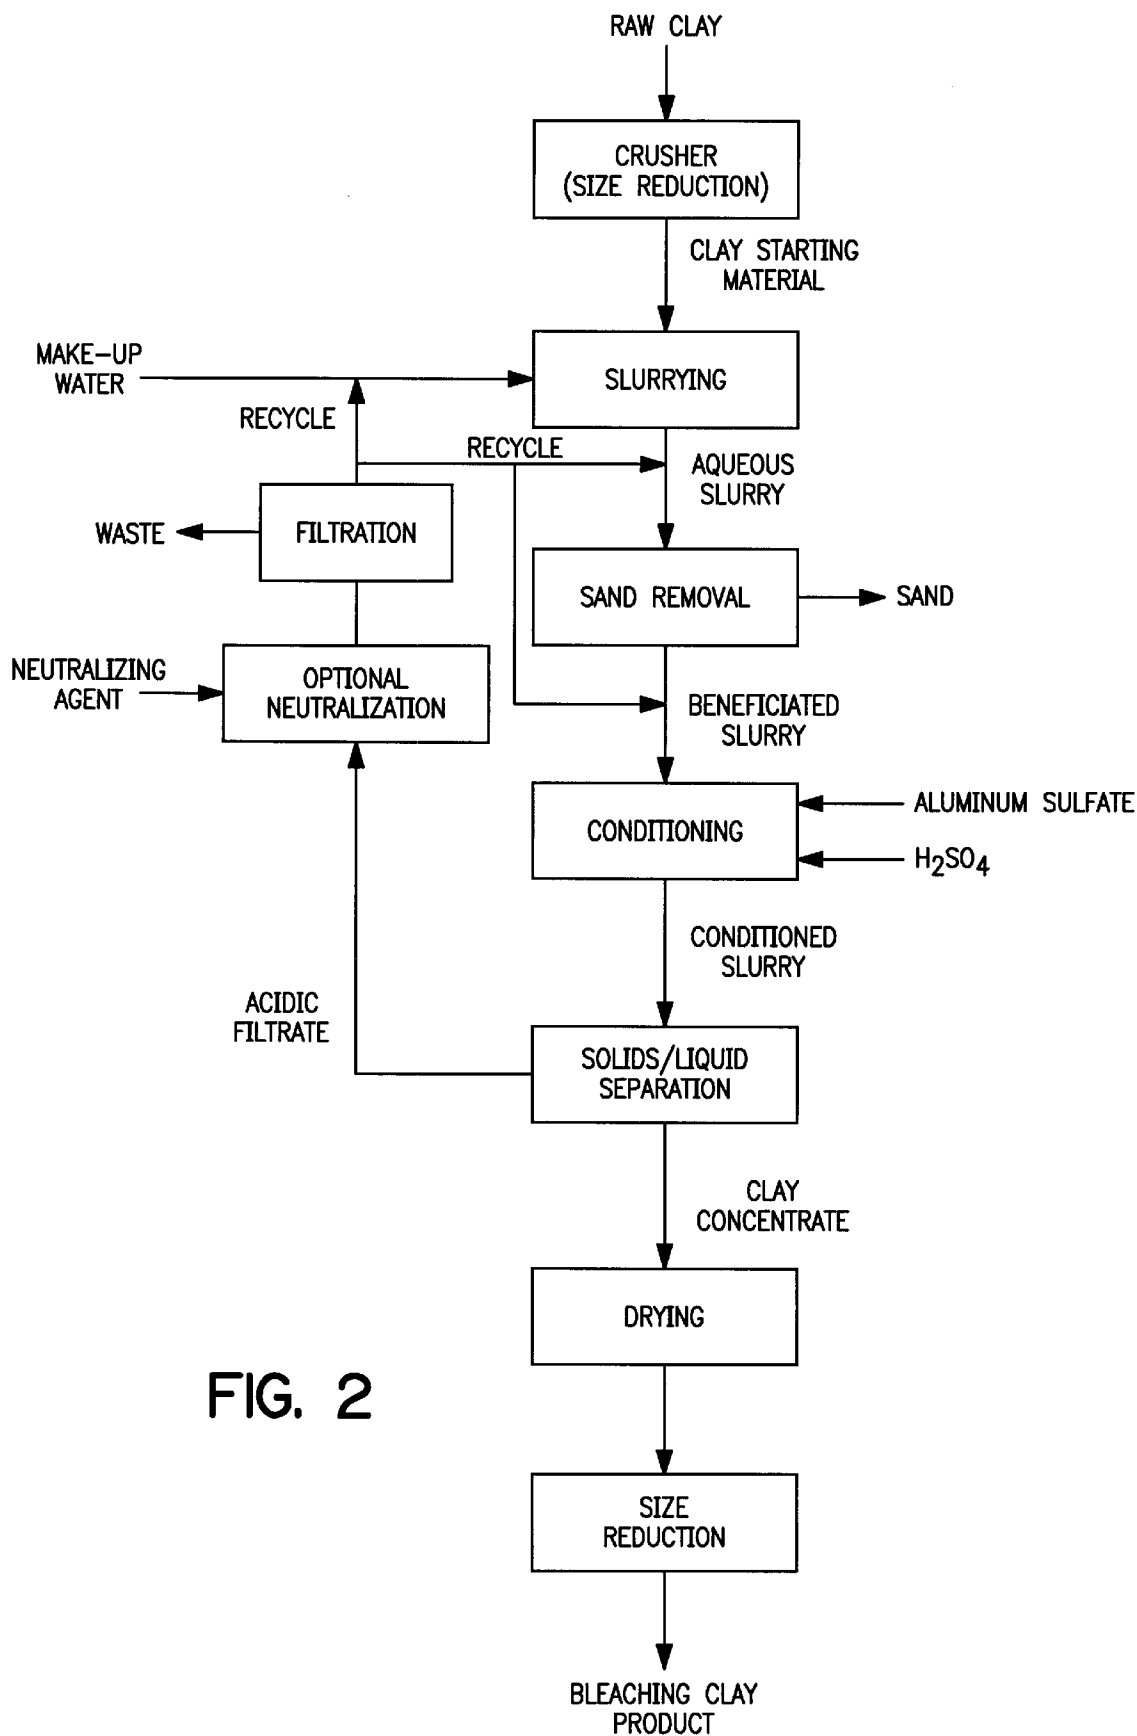 RAW CLAY
CRUSHER
(SIZE REDUCTION)
CLAY STARTING
MATERIAL
MAKE-UP
WATER
SLURRYING
RECYCLE
RECYCLE
AQUEOUS
SLURRY
WASTE
FILTRATION
SAND REMOVAL
SAND
NEUTRALIZING
AGENT
OPTIONAL
NEUTRALIZATION
BENEFICIATED
SLURRY
CONDITIONING
ALUMINUM SULFATE
H₂SO₄
CONDITIONED
SLURRY
ACIDIC
FILTRATE
SOLIDS/LIQUID
SEPARATION
CLAY
CONCENTRATE
DRYING
FIG. 2
SIZE
REDUCTION
BLEACHING CLAY
PRODUCT